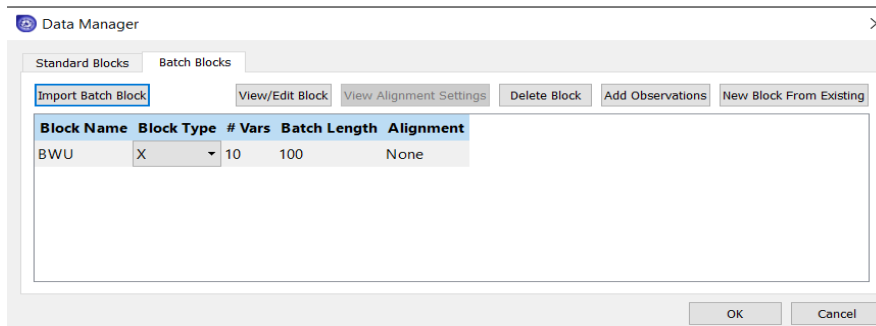 Data Manager
Standard Blocks Batch Blocks
Import Batch Block View/Edit Block View Alignment Settings Delete Block Add Observations New Block From Existing
Block Name Block Type # Vars Batch Length Alignment
BWU X 10 100 None
OK Cancel